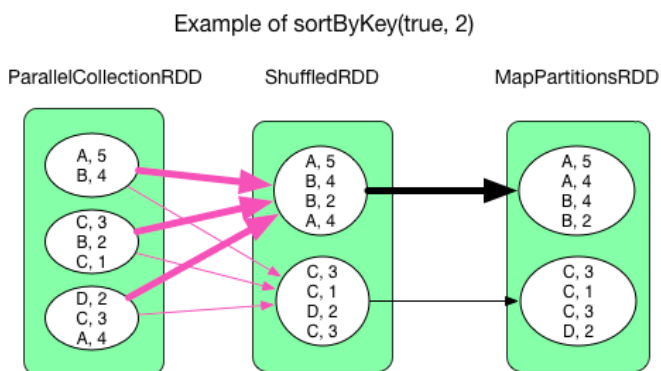 Example of sortByKey(true, 2)
ParallelCollectionRDD
ShuffledRDD
MapPartitionsRDD
A, 5
B, 4
C, 3
B, 2
C, 1
D, 2
C, 3
A, 4
A, 5
B, 4
B, 2
A, 4
C, 3
C, 1
D, 2
C, 3
A, 5
A, 4
B, 4
B, 2
C, 3
C, 1
C, 3
D, 2